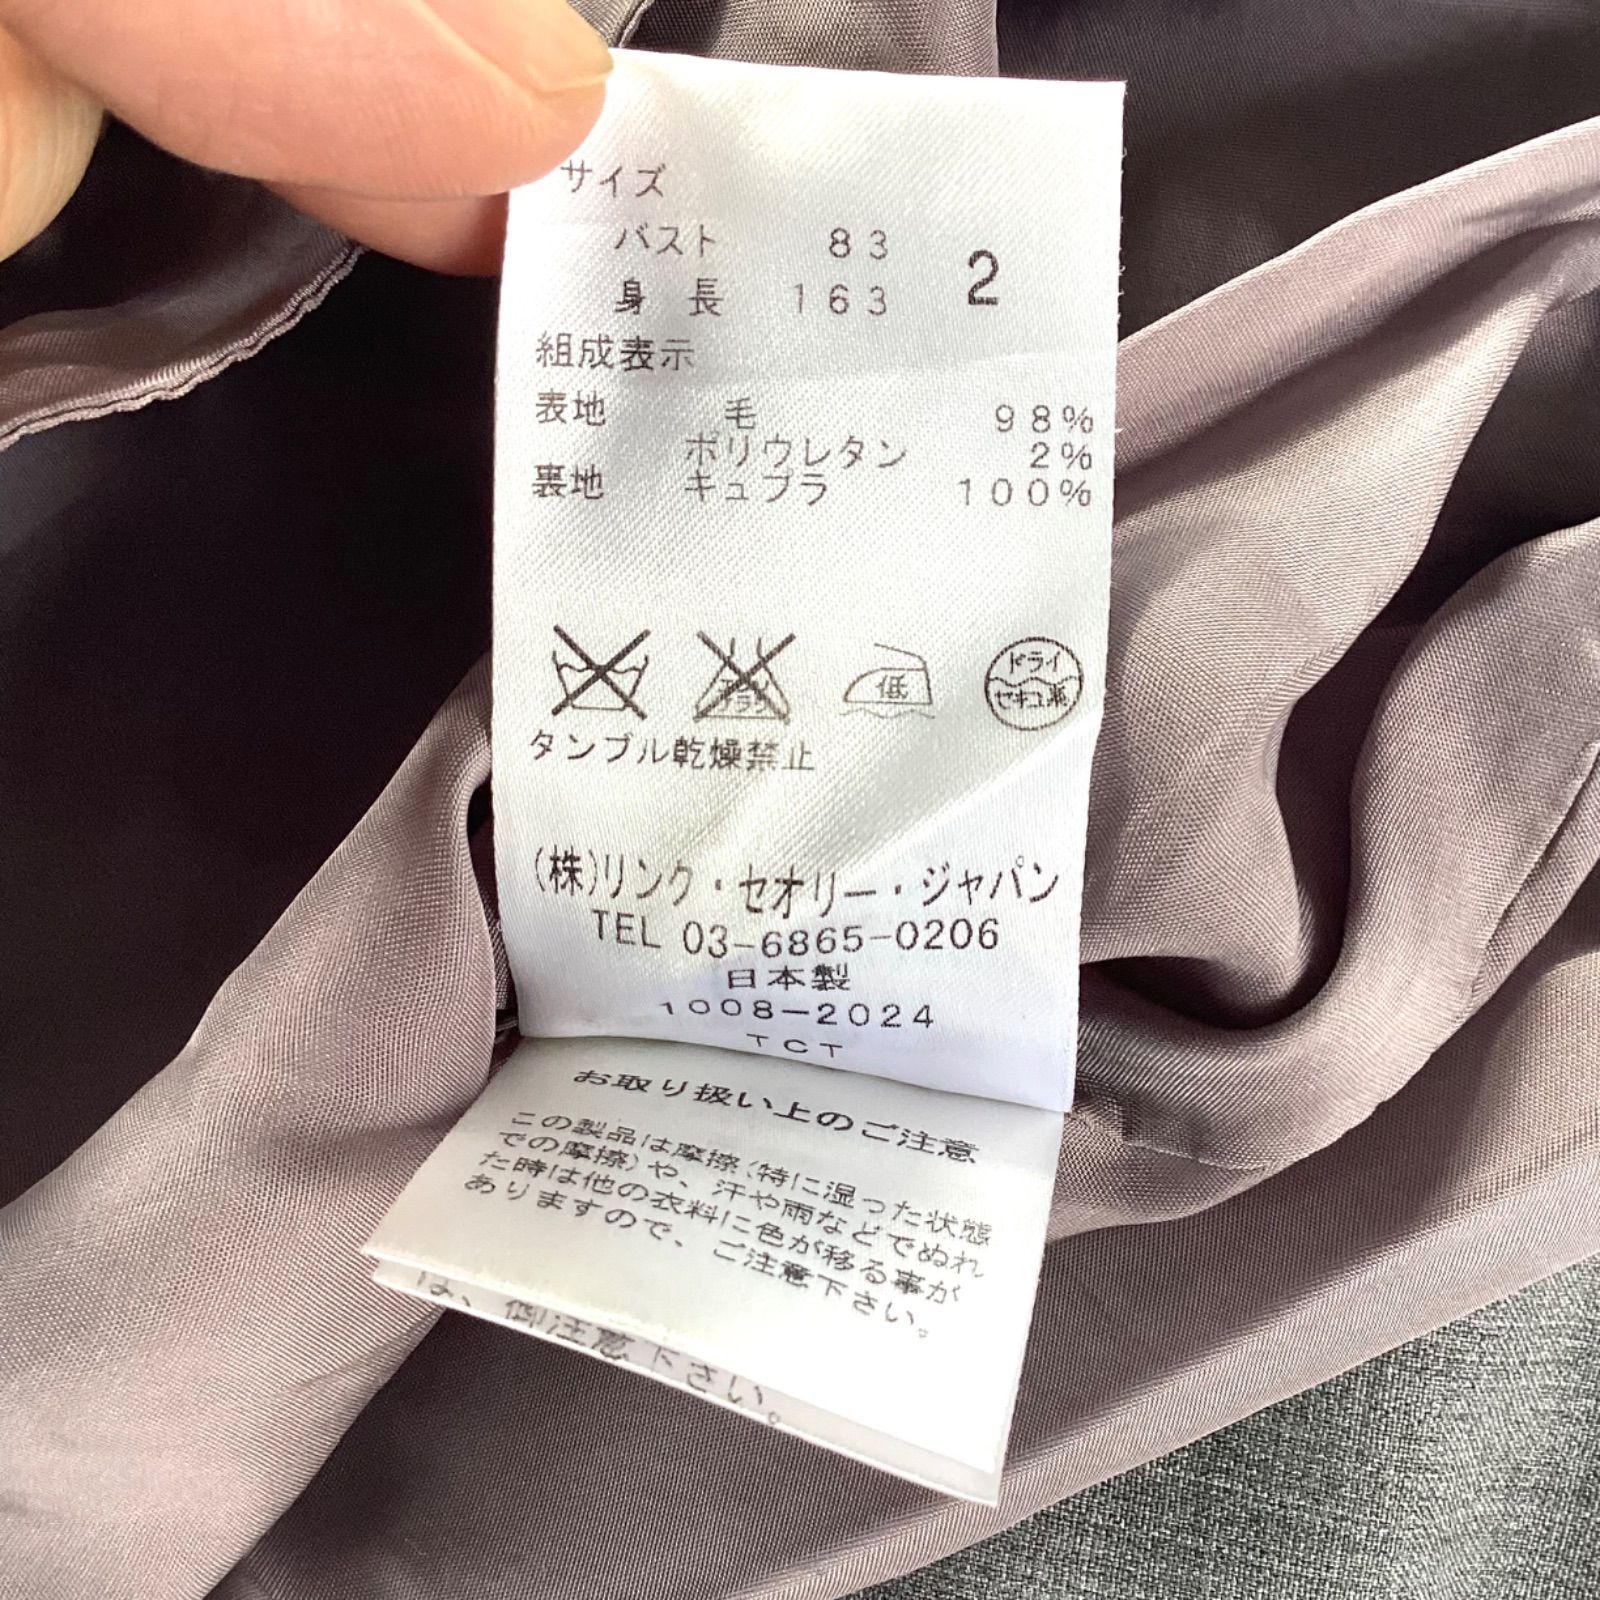 サイズ
バスト 83
身長 163 2
組成表示
表地 毛 98%
ポリウレタン 2%
裏地 キュプラ 100%
低
ドライ
セキユ系
タンブル乾燥禁止
(株)リンク・セオリー・ジャパン
TEL 03-6865-0206
日本製
1008-2024
TCT
お取り扱い上のご注意
この製品は摩擦(特に湿った状態
での摩擦)や、汗や雨などでぬれ
た時は他の衣料に色が移る事が
ありますので、ご注意下さい。
注意下さい。